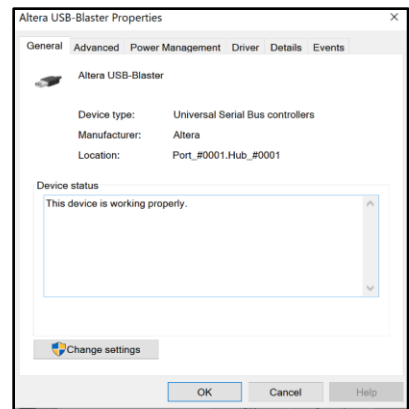 Altera USB-Blaster Properties
General Advanced Power Management Driver Details Events
Altera USB-Blaster
Device type: Universal Serial Bus controllers
Manufacturer: Altera
Location: Port_#0001.Hub_#0001
Device status
This device is working properly.
Change settings
OK Cancel Help